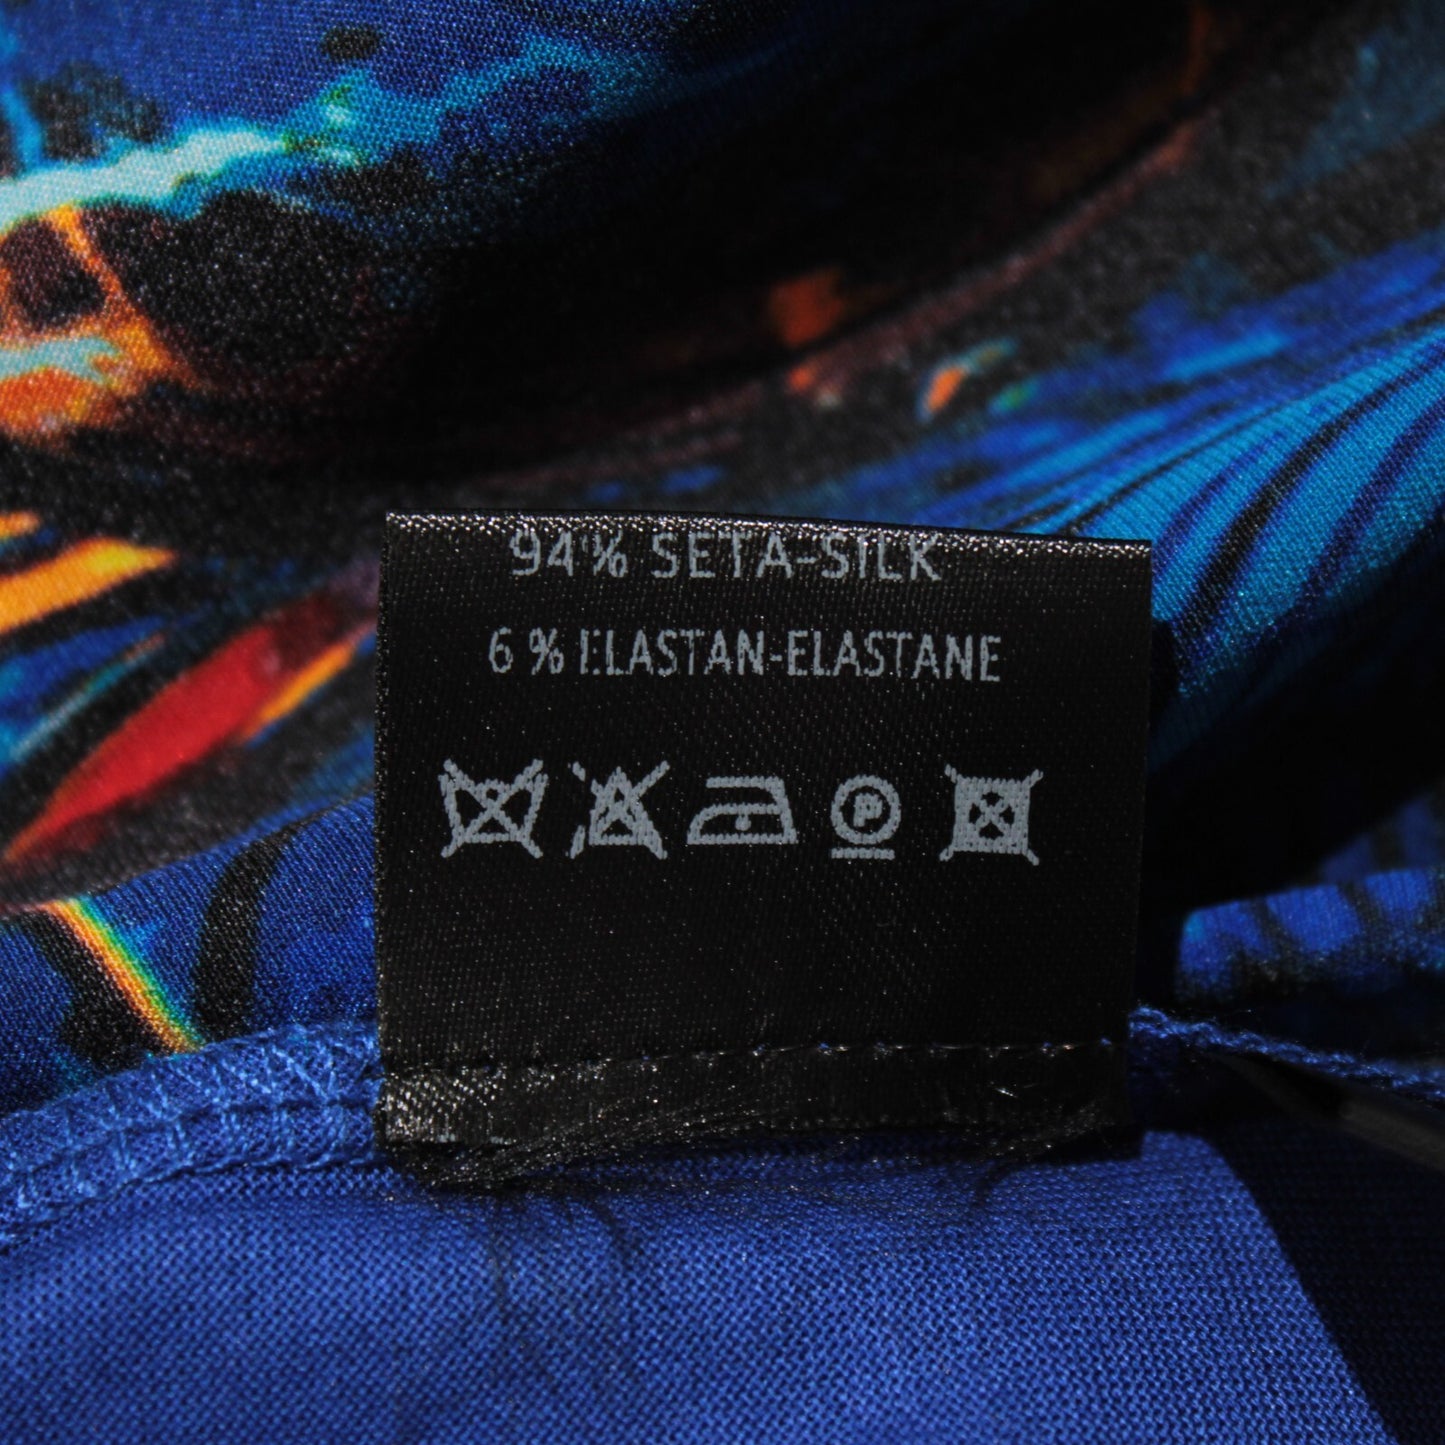 94% SETA-SILK
6 % ELASTAN-ELASTANE
P